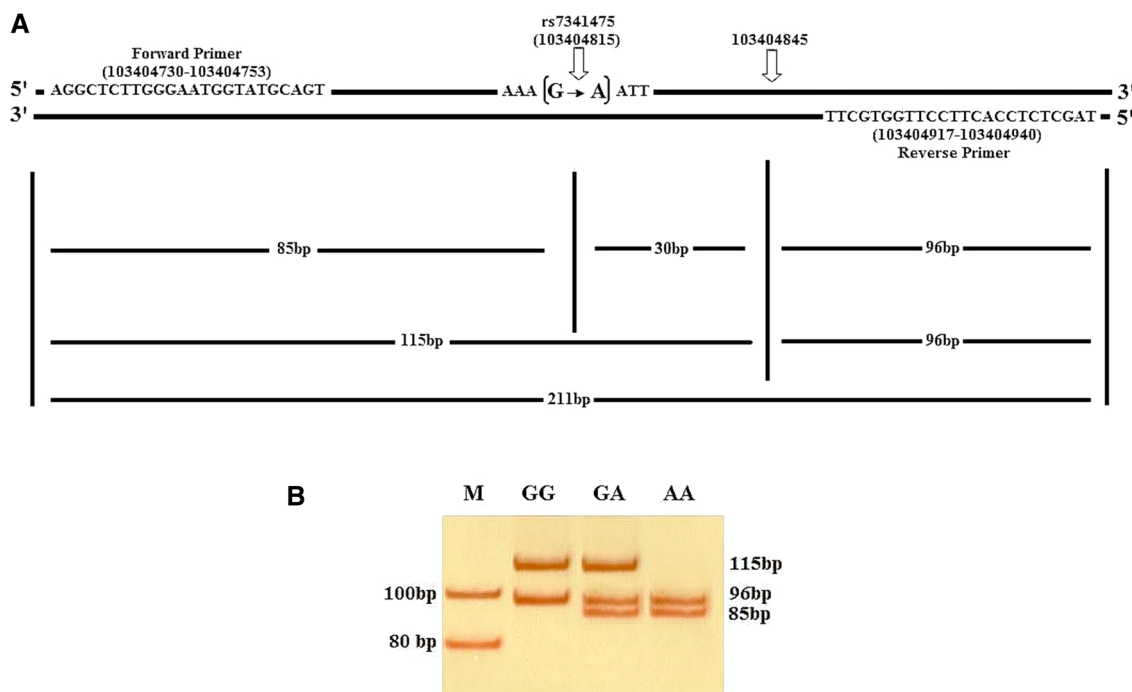 A
rs7341475
(103404815)
103404845
Forward Primer
(103404730-103404753)
5' AGGCTCTTGGGAATGGTATGCAGT AAA [G → A] ATT 3'
3' TTCGTGGTTCCTTCACCTCTCGAT 5'
(103404917-103404940)
Reverse Primer
85bp 30bp 96bp
115bp 96bp
211bp
B
M GG GA AA
115bp
100bp 96bp
85bp
80 bp